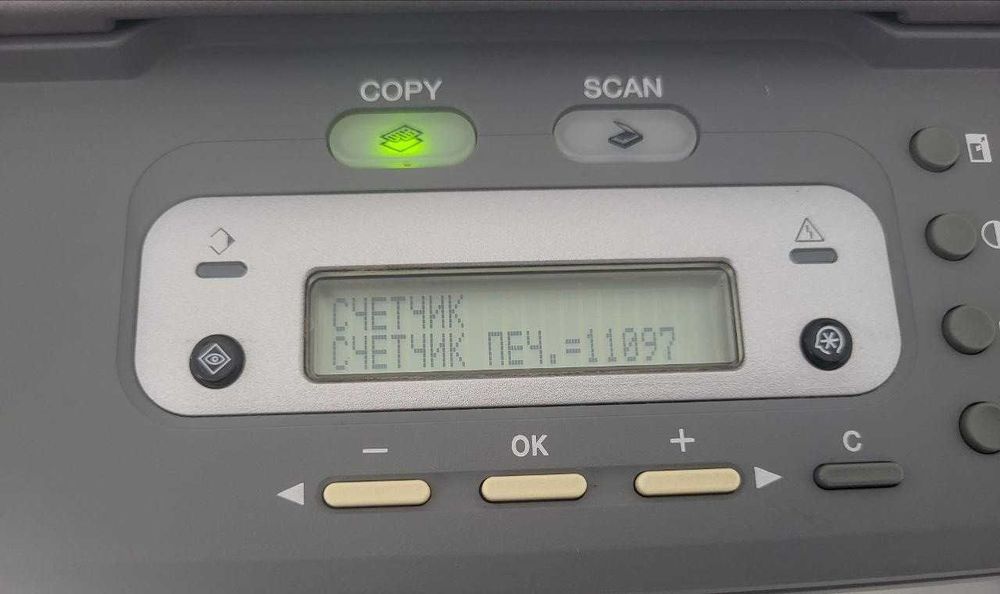 COPY SCAN
СЧЕТЧИК
СЧЕТЧИК ПЕЧ.=11097
− OK + C